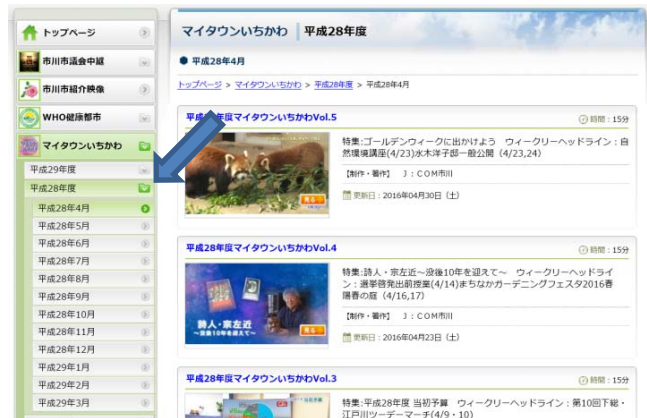 トップページ
市川市議会中継
市川市紹介映像
WHO健康都市
マイタウンいちかわ
平成29年度
平成28年度
平成28年4月
平成28年5月
平成28年6月
平成28年7月
平成28年8月
平成28年9月
平成28年10月
平成28年11月
平成28年12月
平成29年1月
平成29年2月
平成29年3月
マイタウンいちかわ 平成28年度
平成28年4月
トップページ > マイタウンいちかわ > 平成28年度 > 平成28年4月
平成28年度マイタウンいちかわVol.5
時間：15分
見る
特集:ゴールデンウィークに出かけよう ウィークリーヘッドライン：自
然環境講座(4/23)水木洋子邸一般公開（4/23,24）
【制作・著作】 Ｊ：ＣＯＭ市川
更新日：2016年04月30日（土）
平成28年度マイタウンいちかわVol.4
時間：15分
詩人・宗左近
～没後10年を迎えて～
見る
特集:詩人・宗左近～没後10年を迎えて～ ウィークリーヘッドライ
ン：選挙啓発出前授業(4/14)まちなかガーデニングフェスタ2016春
陽春の庭（4/16,17）
【制作・著作】 Ｊ：ＣＯＭ市川
更新日：2016年04月23日（土）
平成28年度マイタウンいちかわVol.3
時間：15分
特集:平成28年度 当初予算 ウィークリーヘッドライン：第10回下総・
江戸川ツーデーマーチ(4/9・10)